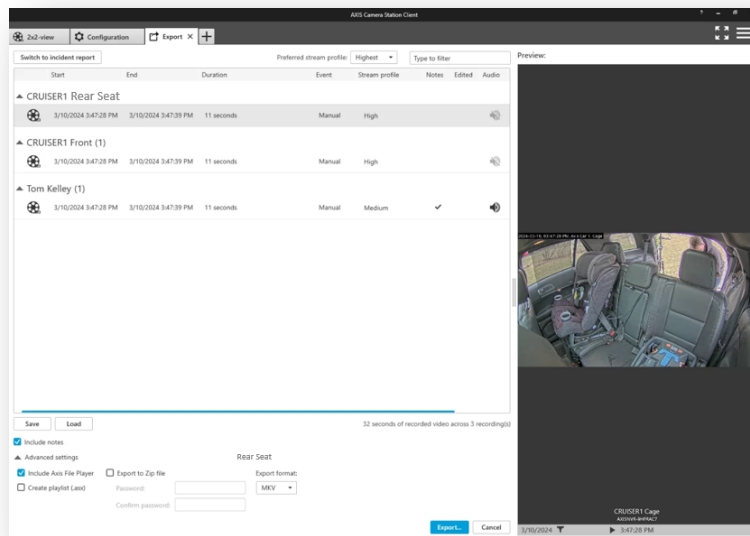 AXIS Camera Station Client
2x2-view Configuration Export
Switch to incident report Preferred stream profile: Highest Type to filter Preview:
Start End Duration Event Stream profile Notes Edited Audio
CRUISER1 Rear Seat
3/10/2024 3:47:28 PM 3/10/2024 3:47:39 PM 11 seconds Manual High
CRUISER1 Front (1)
3/10/2024 3:47:28 PM 3/10/2024 3:47:39 PM 11 seconds Manual High
Tom Kelley (1)
3/10/2024 3:47:28 PM 3/10/2024 3:47:39 PM 11 seconds Manual Medium
Save Load 32 seconds of recorded video across 3 recording(s)
Include notes
Advanced settings Rear Seat
Include Axis File Player Export to Zip file Export format:
Create playlist (.asx) Password: MKV
Confirm password:
Export... Cancel
CRUISER1 Cage
3/10/2024 3:47:28 PM